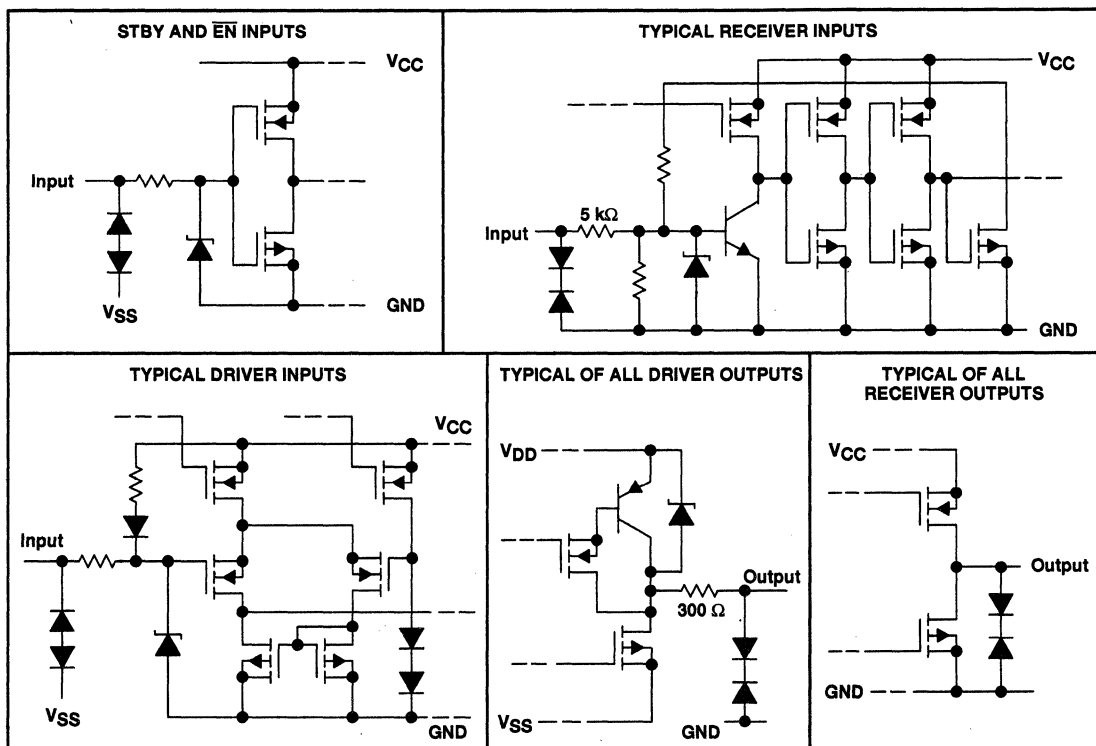 STBY AND E̅N̅ INPUTS
VCC
Input
VSS
GND
TYPICAL RECEIVER INPUTS
VCC
5 kΩ
Input
GND
TYPICAL DRIVER INPUTS
VCC
Input
VSS
GND
TYPICAL OF ALL DRIVER OUTPUTS
VDD
Output
300 Ω
VSS
GND
TYPICAL OF ALL
RECEIVER OUTPUTS
VCC
Output
GND